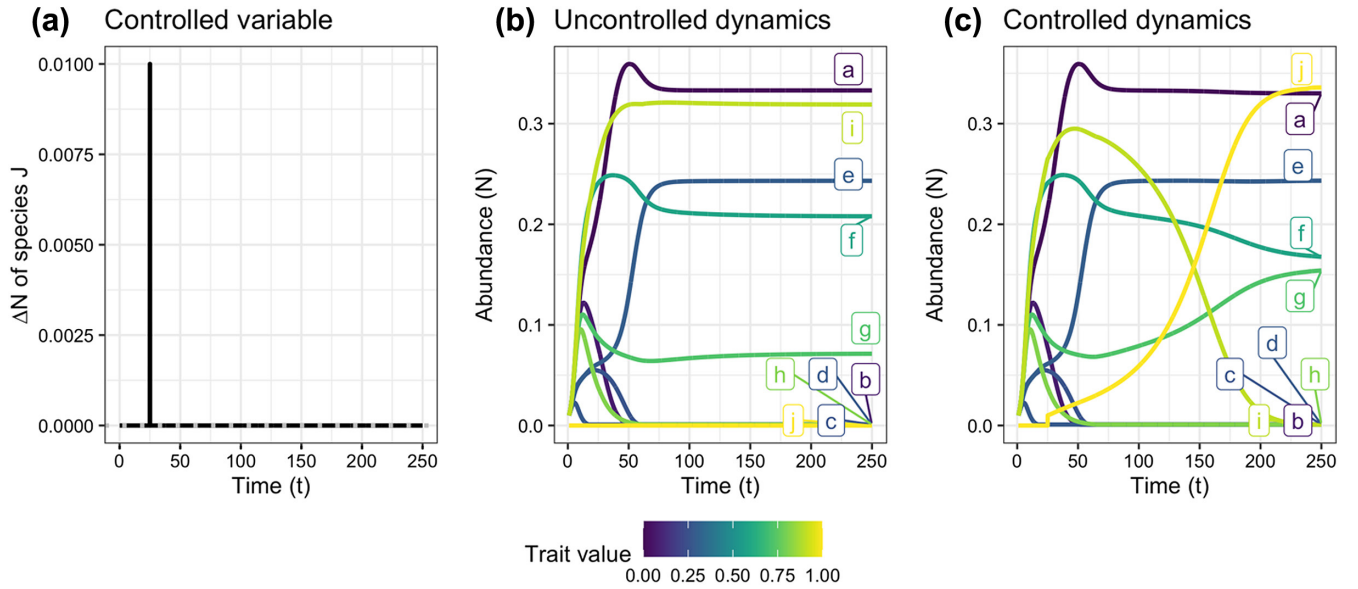 (a) Controlled variable
ΔN of species J
0.0100
0.0075
0.0050
0.0025
0.0000
0 50 100 150 200 250
Time (t)
(b) Uncontrolled dynamics
Abundance (N)
0.3
0.2
0.1
0.0
a
i
e
f
g
h d b
j c
0 50 100 150 200 250
Time (t)
(c) Controlled dynamics
Abundance (N)
0.3
0.2
0.1
0.0
j
a
e
f
g
d
c h
i b
0 50 100 150 200 250
Time (t)
Trait value
0.00 0.25 0.50 0.75 1.00